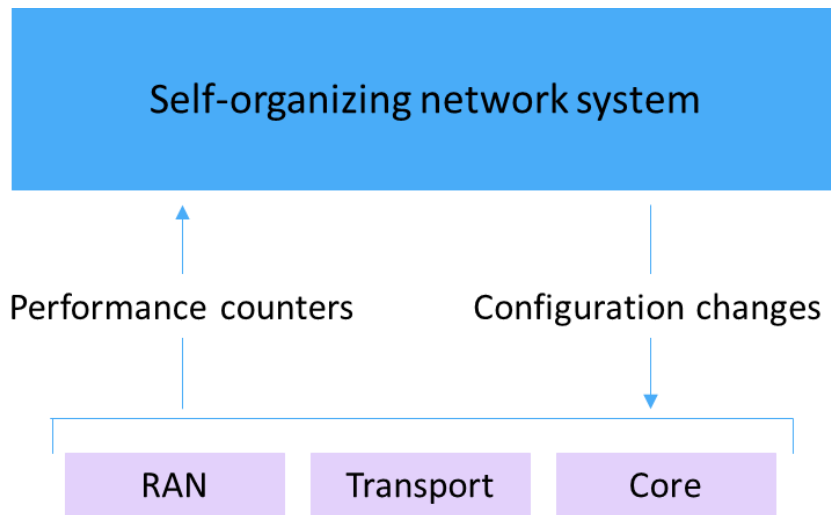 Self-organizing network system
Performance counters
Configuration changes
RAN
Transport
Core